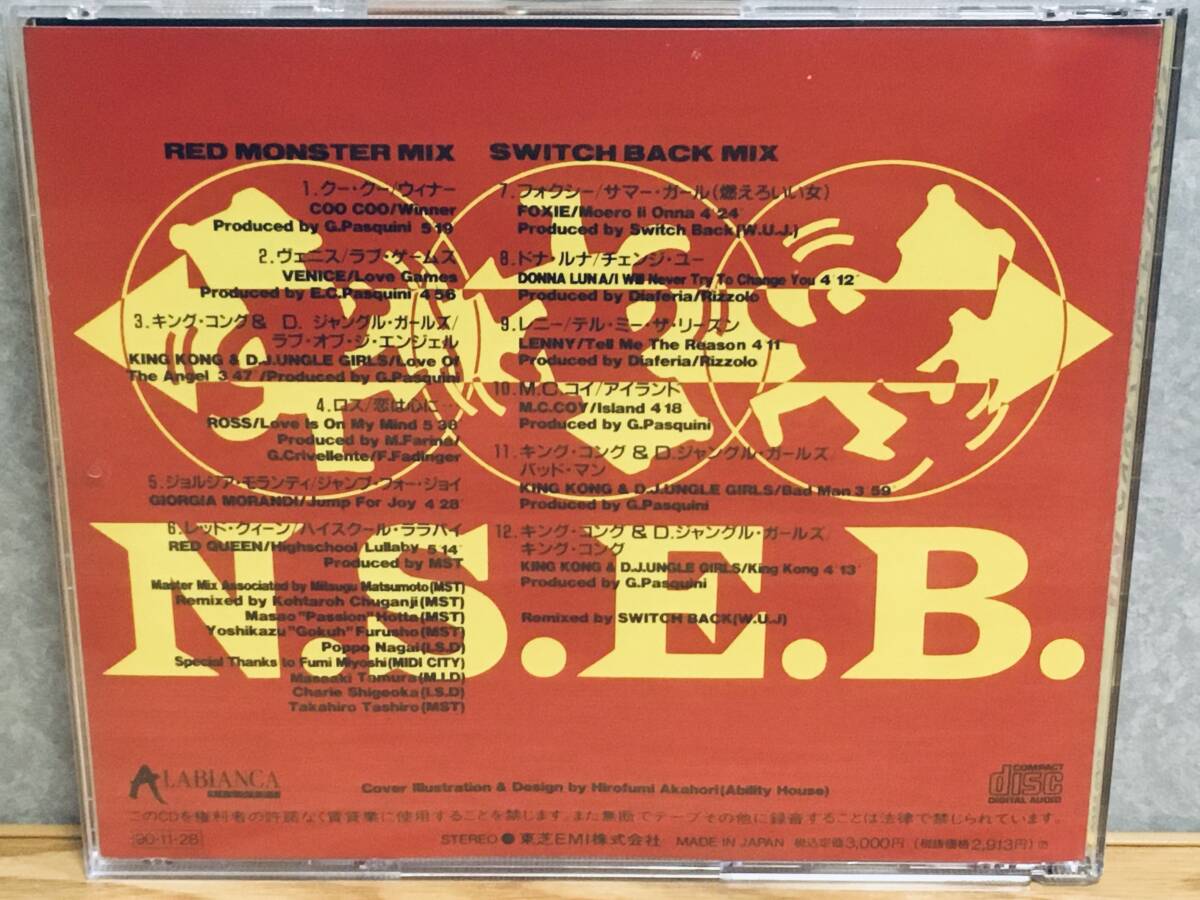 RED MONSTER MIX
1.クー・クー/ウィナー
COO COO/Winner
Produced by G.Pasquini 5'19"
2.ヴェニス/ラブ・ゲームス
VENICE/Love Games
Produced by E.C.Pasquini 4'56
3.キング・コング& D. ジャングル・ガールズ/
ラブ・オブ・ジ・エンジェル
KING KONG & D.J.UNGLE GIRLS/Love Of
The Angel 3'47"/Produced by G.Pasquini
4.ロス/恋は心に…
ROSS/Love Is On My Mind 5'38
Produced by M.Farina/
G.Crivellente/F.Fadinger
5.ジョルジア・モランディ/ジャンプ・フォー・ジョイ
GIORGIA MORANDI/Jump For Joy 4'28"
6.レッド・クィーン/ハイスクール・ララバイ
RED QUEEN/Highschool Lullaby 5'14"
Produced by MST
Master Mix Associated by Mitsugu Matsumoto(MST)
Remixed by Kohtaroh Chuganji(MST)
Masao"Passion"Hotta(MST)
Yoshikazu"Gokuh"Furusho(MST)
Poppo Nagai(I.S.D)
Special Thanks to Fumi Miyoshi(MIDI CITY)
Masaaki Tamura(M.I.D)
Charie Shigeoka(I.S.D)
Takahiro Tashiro(MST)
SWITCH BACK MIX
7.フォクシー/サマー・ガール(燃えろいい女)
FOXIE/Moero Ii Onna 4'24"
Produced by Switch Back(W.U.J.)
8.ドナ・ルナ/チェンジ・ユー
DONNA LUNA/I Will Never Try To Change You 4'12"
Produced by Diaferia/Rizzolo
9.レニー/テル・ミー・ザ・リーズン
LENNY/Tell Me The Reason 4'11
Produced by Diaferia/Rizzolo
10.M.C.コイ/アイランド
M.C.COY/Island 4'18
Produced by G.Pasquini
11.キング・コング&D.ジャングル・ガールズ/
バッド・マン
KING KONG & D.J.UNGLE GIRLS/Bad Man 3'59
Produced by G.Pasquini
12.キング・コング&D.ジャングル・ガールズ/
キング・コング
KING KONG & D.J.UNGLE GIRLS/King Kong 4'13"
Produced by G.Pasquini
Remixed by SWITCH BACK(W.U.J)
N.S.E.B.
ALABIANCA
Cover Illustration & Design by Hirofumi Akahori(Ability House)
COMPACT
disc
DIGITAL AUDIO
このCDを権利者の許諾なく賃貸業に使用することを禁じます。また無断でテープその他に録音することは法律で禁じられています。
'90-11-28
STEREO ● 東芝EMI株式会社 MADE IN JAPAN 税込定価3,000円 (税抜価格2,913円)